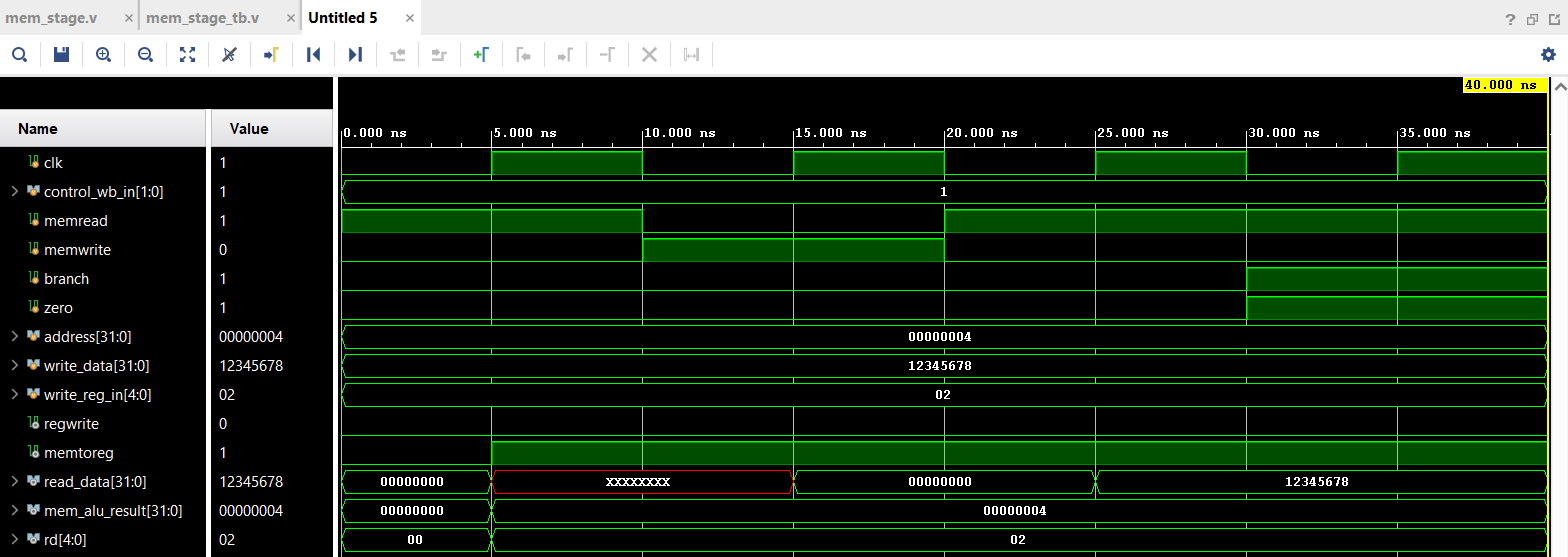 mem_stage.v × mem_stage_tb.v × Untitled 5 ×
?
40.000 ns
Name Value
0.000 ns 5.000 ns 10.000 ns 15.000 ns 20.000 ns 25.000 ns 30.000 ns 35.000 ns
clk 1
control_wb_in[1:0] 1 1
memread 1
memwrite 0
branch 1
zero 1
address[31:0] 00000004 00000004
write_data[31:0] 12345678 12345678
write_reg_in[4:0] 02 02
regwrite 0
memtoreg 1
read_data[31:0] 12345678 00000000 XXXXXXXX 00000000 12345678
mem_alu_result[31:0] 00000004 00000000 00000004
rd[4:0] 02 00 02